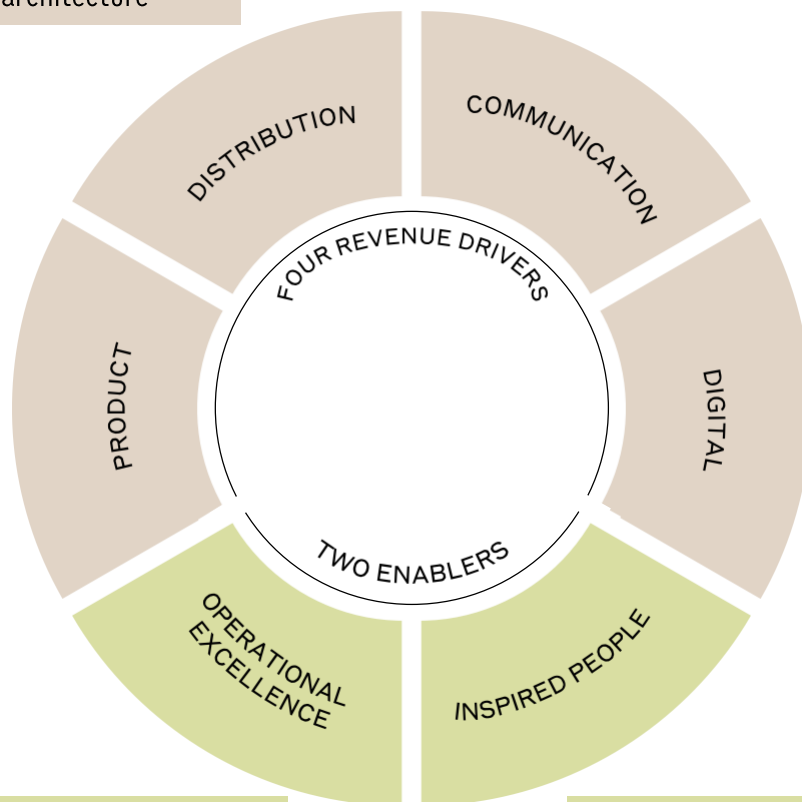 architecture
DISTRIBUTION
COMMUNICATION
FOUR REVENUE DRIVERS
PRODUCT
DIGITAL
TWO ENABLERS
OPERATIONAL
EXCELLENCE
INSPIRED PEOPLE